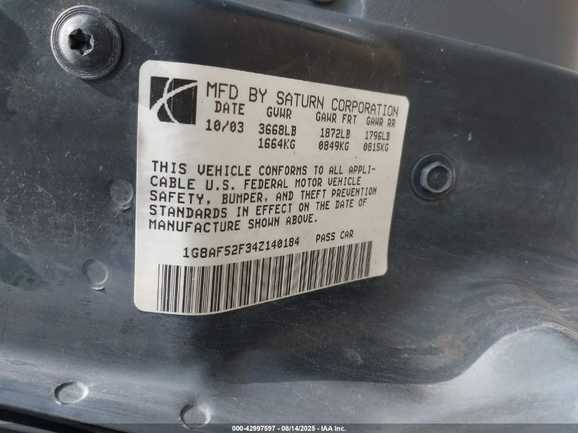 MFD BY SATURN CORPORATION
DATE GVWR GAWR FRT GAWR RR
10/03 3668LB 1872LB 1796LB
1664KG 0849KG 0815KG
THIS VEHICLE CONFORMS TO ALL APPLI-
CABLE U.S. FEDERAL MOTOR VEHICLE
SAFETY, BUMPER, AND THEFT PREVENTION
STANDARDS IN EFFECT ON THE DATE OF
MANUFACTURE SHOWN ABOVE.
1G8AF52F34Z140184 PASS CAR
000-42997597 - 08/14/2025 - IAA Inc.